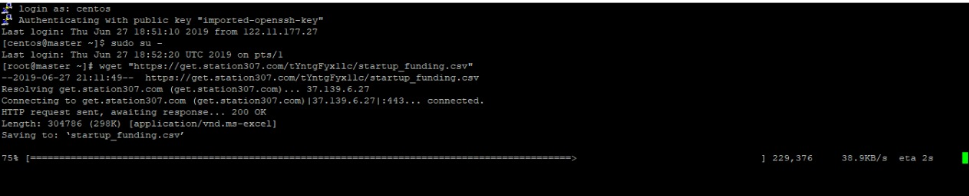 login as: centos
Authenticating with public key "imported-openssh-key"
Last login: Thu Jun 27 18:51:10 2019 from 122.11.177.27
[centos@master ~]$ sudo su -
Last login: Thu Jun 27 18:52:20 UTC 2019 on pts/1
[root@master ~]# wget "https://get.station307.com/tYntgFyxllc/startup_funding.csv"
--2019-06-27 21:11:49-- https://get.station307.com/tYntgFyxllc/startup_funding.csv
Resolving get.station307.com (get.station307.com)... 37.139.6.27
Connecting to get.station307.com (get.station307.com)|37.139.6.27|:443... connected.
HTTP request sent, awaiting response... 200 OK
Length: 304786 (298K) [application/vnd.ms-excel]
Saving to: ‘startup_funding.csv’
75% [=============================================================================================> ] 229,376 38.9KB/s eta 2s